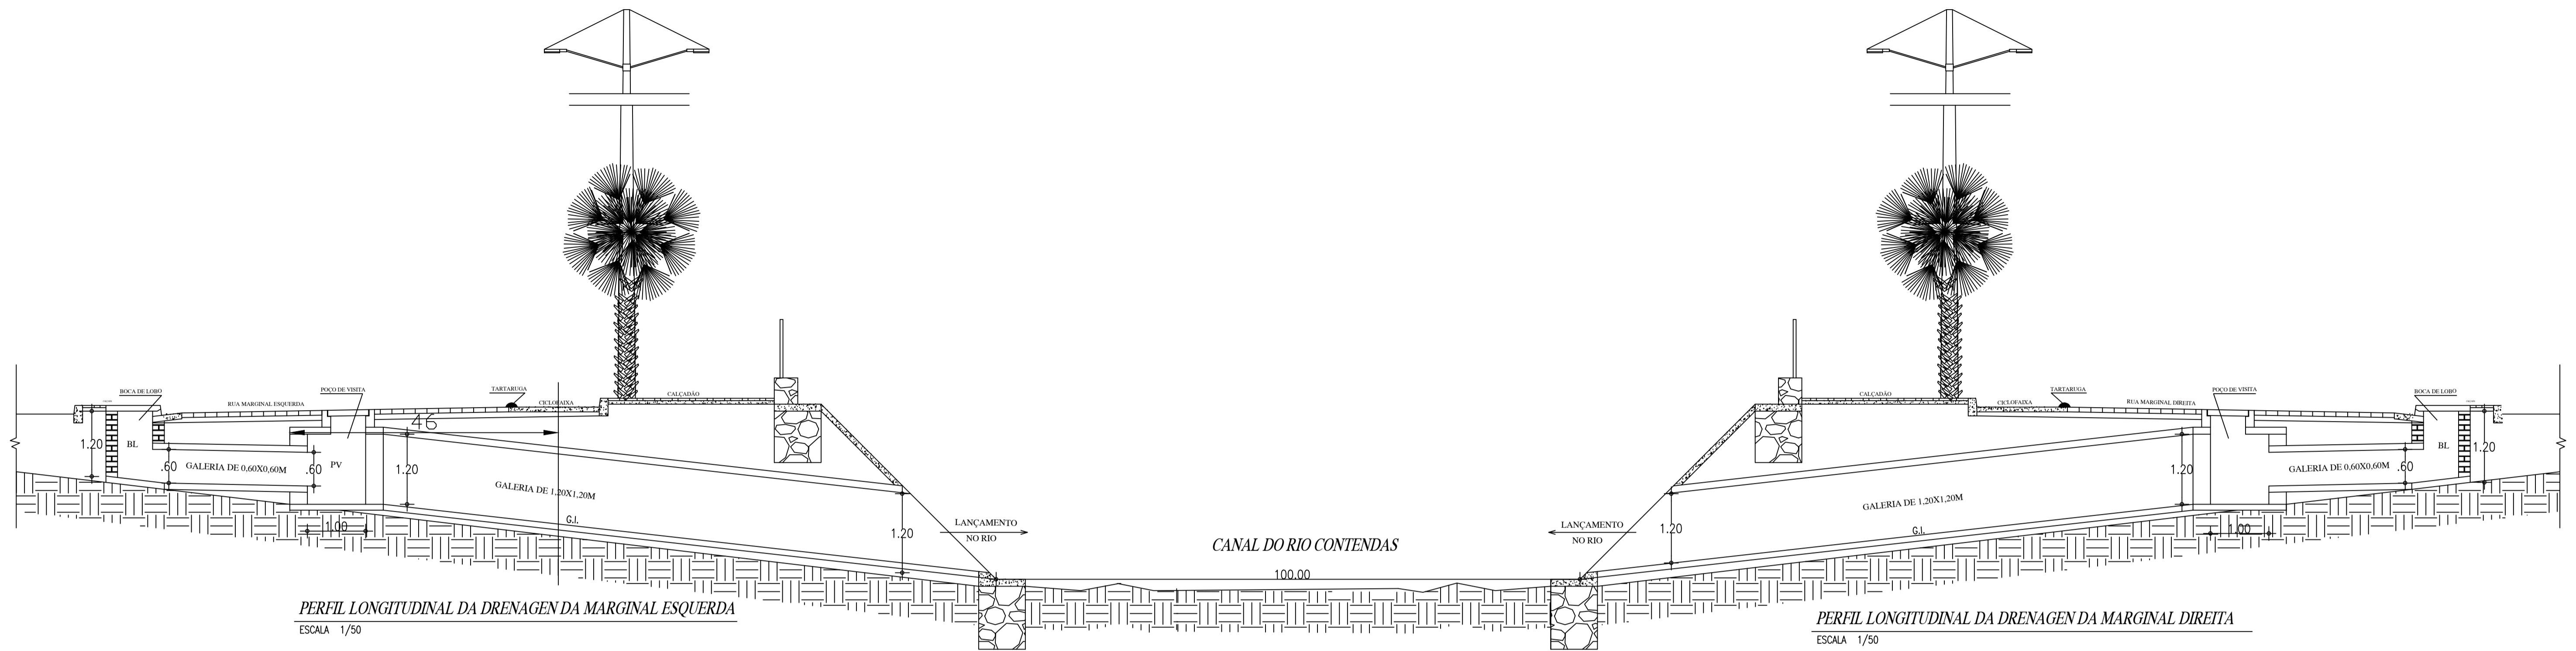 BOCA DE LOBO
RUA MARGINAL ESQUERDA
POÇO DE VISITA
TARTARUGA
CICLOFAIXA
CALÇADÃO
46
1.20
BL
.60
GALERIA DE 0,60X0,60M
.60
PV
1.20
GALERIA DE 1,20X1,20M
G.I.
1.00
1.20
LANÇAMENTO
NO RIO
CANAL DO RIO CONTENDAS
100.00
LANÇAMENTO
NO RIO
PERFIL LONGITUDINAL DA DRENAGEN DA MARGINAL ESQUERDA
ESCALA 1/50
CALÇADÃO
CICLOFAIXA
TARTARUGA
RUA MARGINAL DIREITA
POÇO DE VISITA
BOCA DE LOBO
1.20
GALERIA DE 1,20X1,20M
G.I.
1.20
GALERIA DE 0,60X0,60M
.60
BL
1.20
1.00
PERFIL LONGITUDINAL DA DRENAGEN DA MARGINAL DIREITA
ESCALA 1/50